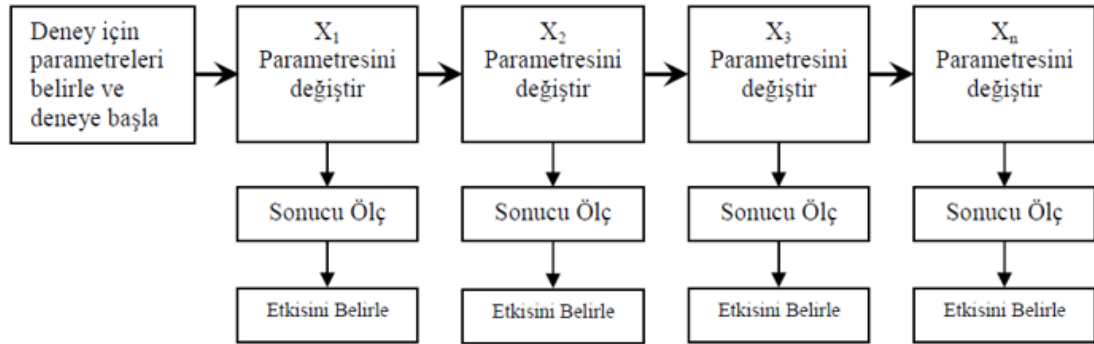 Deney için
parametreleri
belirle ve
deneye başla
X₁
Parametresini
değiştir
X₂
Parametresini
değiştir
X₃
Parametresini
değiştir
Xₙ
Parametresini
değiştir
Sonucu Ölç
Sonucu Ölç
Sonucu Ölç
Sonucu Ölç
Etkisini Belirle
Etkisini Belirle
Etkisini Belirle
Etkisini Belirle